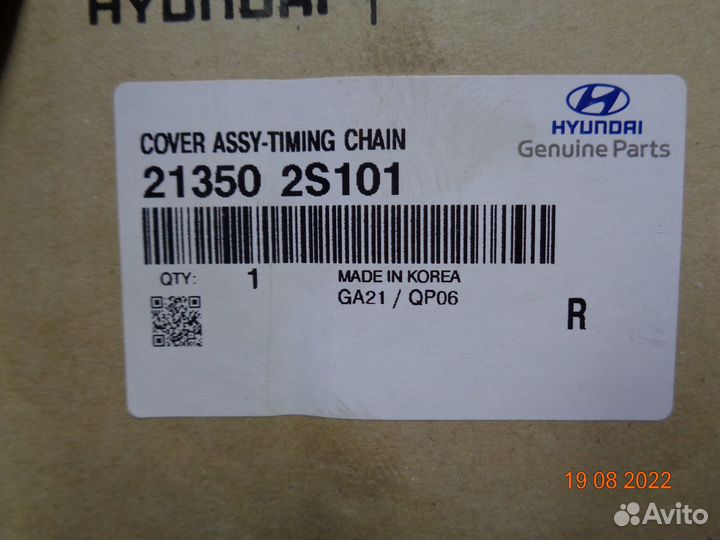 HYUNDAI
HYUNDAI
Genuine Parts
COVER ASSY-TIMING CHAIN
21350 2S101
QTY: 1
MADE IN KOREA
GA21 / QP06
R
19 08 2022
Avito